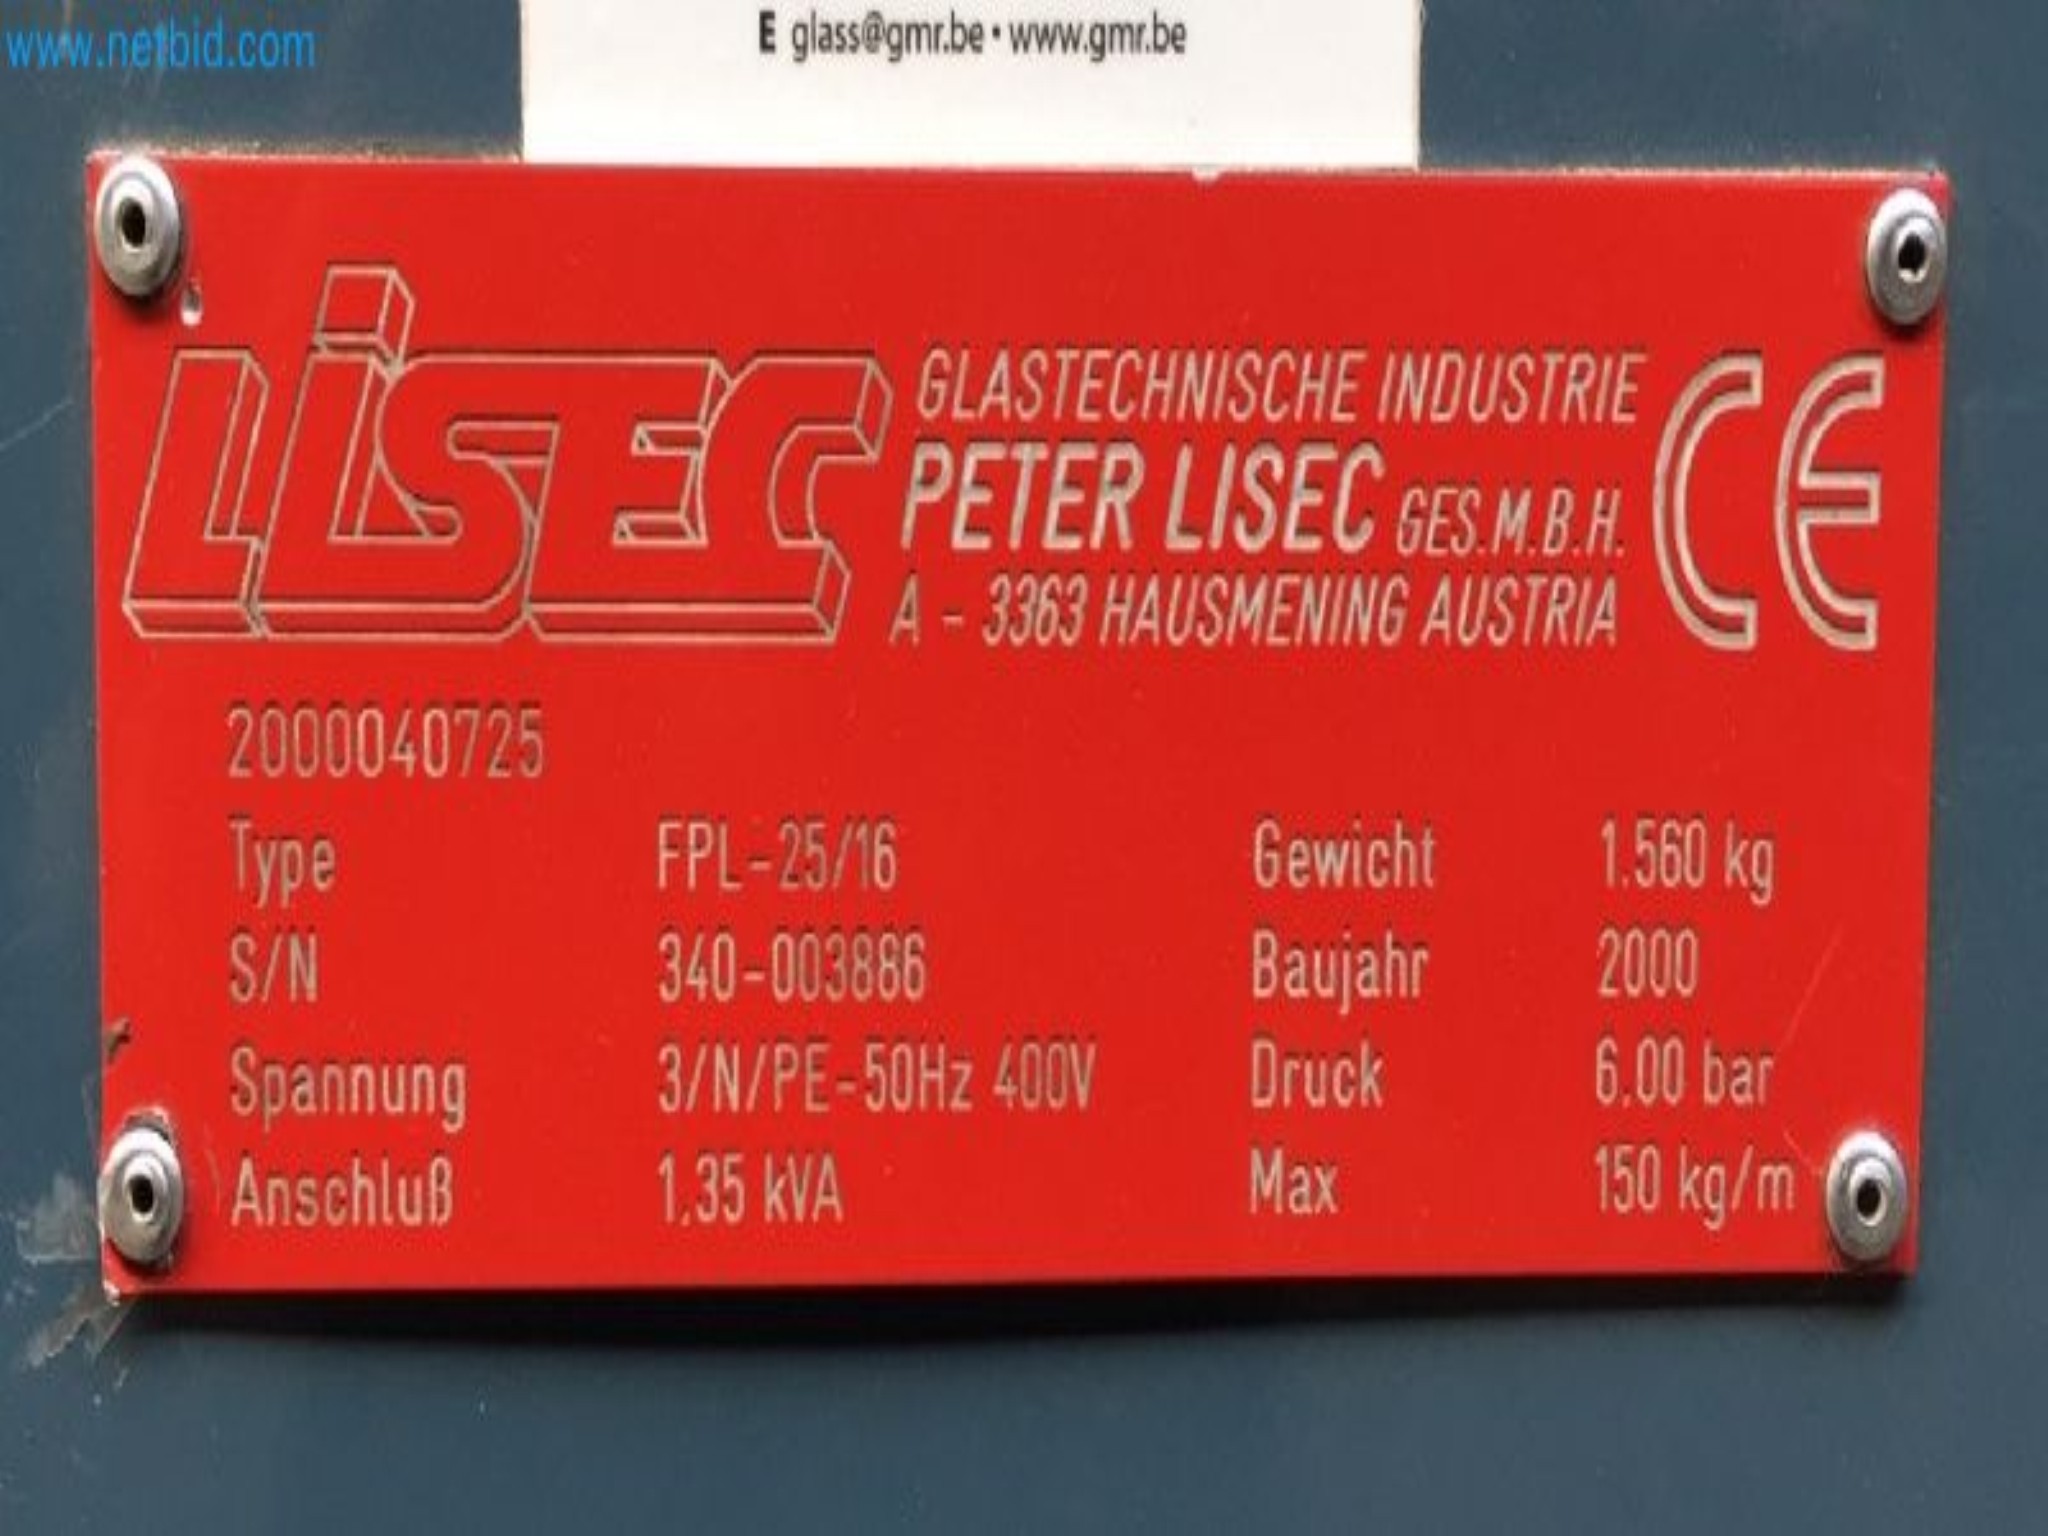 www.netbid.com
E glass@gmr.be • www.gmr.be
LISEC
GLASTECHNISCHE INDUSTRIE
PETER LISEC GES.M.B.H.
A - 3363 HAUSMENING AUSTRIA
CE
2000040725
Type FPL-25/16 Gewicht 1.560 kg
S/N 340-003886 Baujahr 2000
Spannung 3/N/PE-50Hz 400V Druck 6.00 bar
Anschluß 1.35 kVA Max 150 kg/m